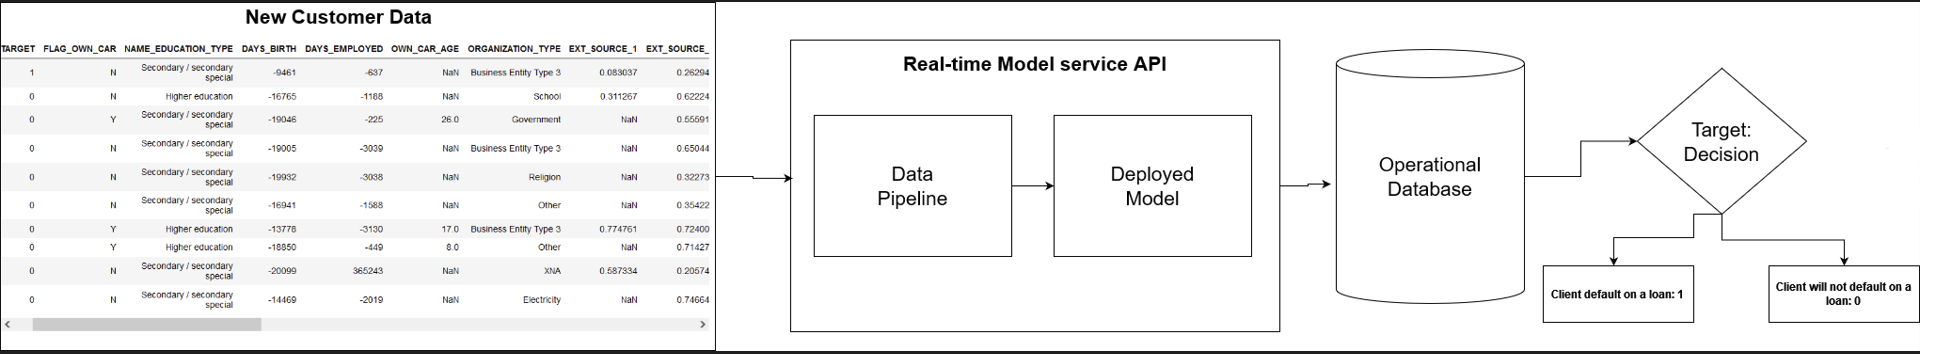 New Customer Data
TARGET FLAG_OWN_CAR NAME_EDUCATION_TYPE DAYS_BIRTH DAYS_EMPLOYED OWN_CAR_AGE ORGANIZATION_TYPE EXT_SOURCE_1 EXT_SOURCE_
1 N Secondary / secondary special -9461 -637 NaN Business Entity Type 3 0.083037 0.26294
0 N Higher education -16765 -1188 NaN School 0.311267 0.62224
0 Y Secondary / secondary special -19046 -225 26.0 Government NaN 0.55591
0 N Secondary / secondary special -19005 -3039 NaN Business Entity Type 3 NaN 0.65044
0 N Secondary / secondary special -19932 -3038 NaN Religion NaN 0.32273
0 N Secondary / secondary special -16941 -1588 NaN Other NaN 0.35422
0 Y Higher education -13778 -3130 17.0 Business Entity Type 3 0.774761 0.72400
0 Y Higher education -18850 -449 8.0 Other NaN 0.71427
0 N Secondary / secondary special -20099 365243 NaN XNA 0.587334 0.20574
0 N Secondary / secondary special -14469 -2019 NaN Electricity NaN 0.74664
Real-time Model service API
Data
Pipeline
Deployed
Model
Operational
Database
Target:
Decision
Client default on a loan: 1
Client will not default on a
loan: 0